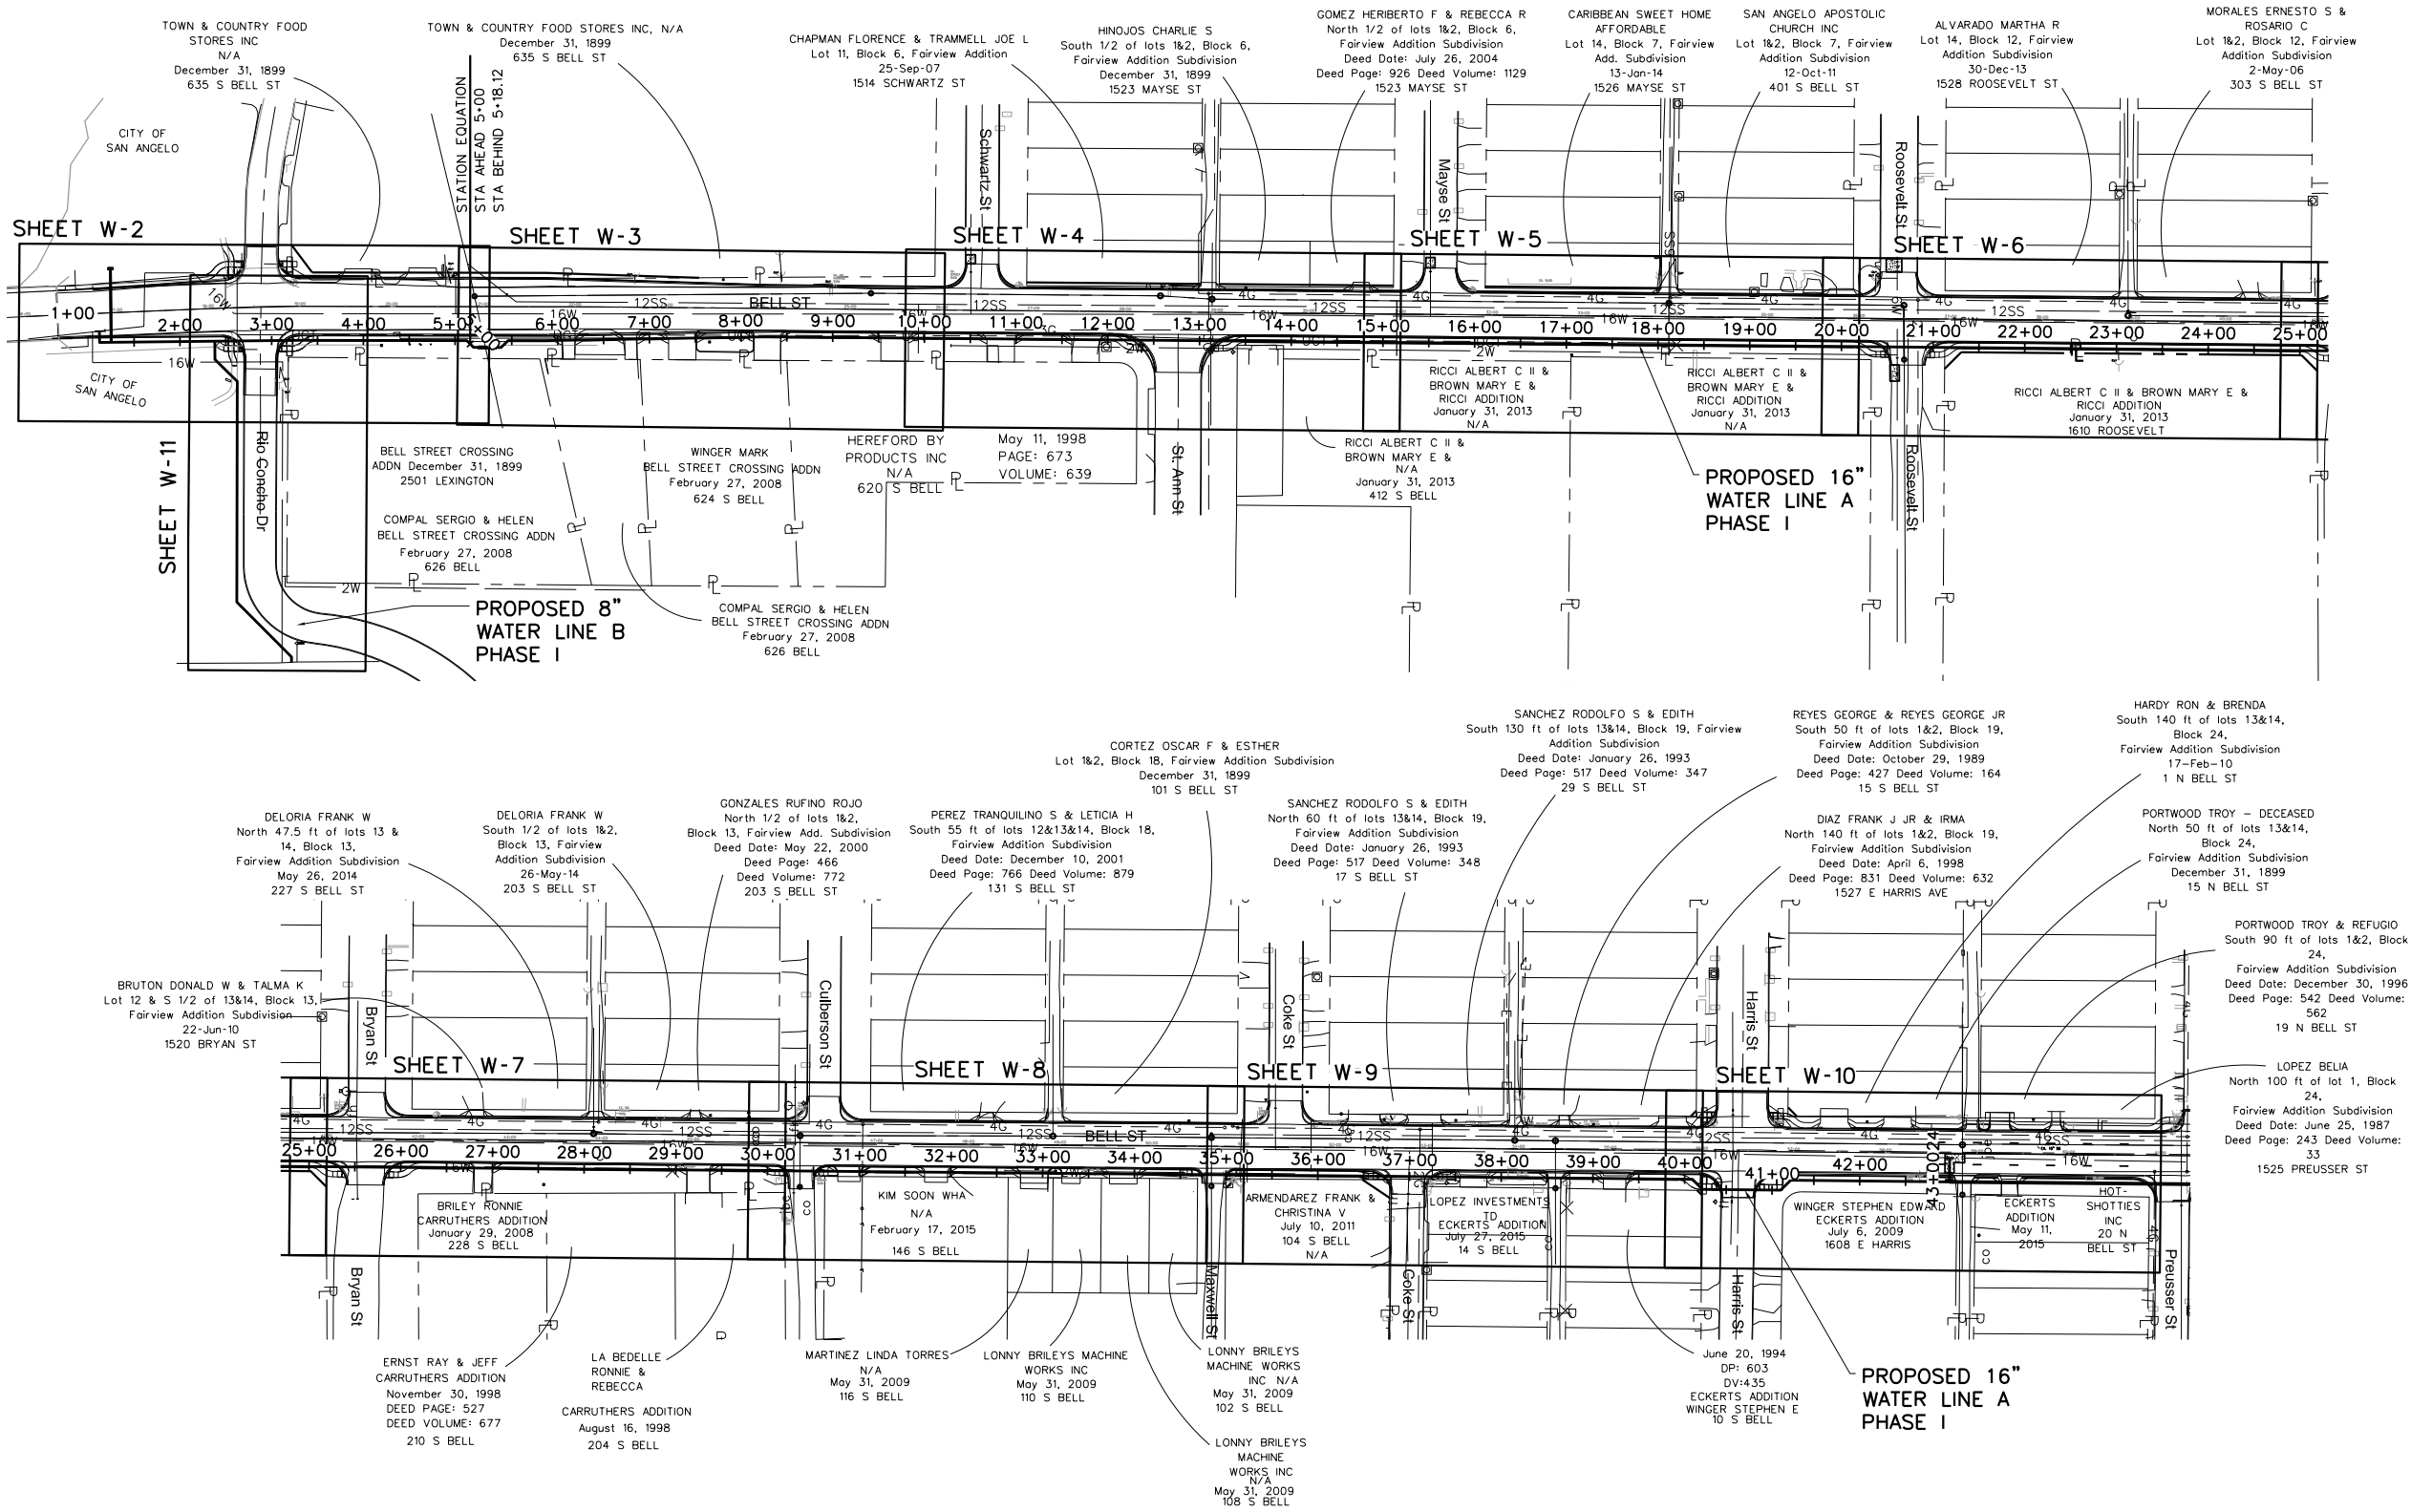 TOWN & COUNTRY FOOD
STORES INC
N/A
December 31, 1899
635 S BELL ST
TOWN & COUNTRY FOOD STORES INC, N/A
December 31, 1899
635 S BELL ST
CHAPMAN FLORENCE & TRAMMELL JOE L
Lot 11, Block 6, Fairview Addition
25-Sep-07
1514 SCHWARTZ ST
HINOJOS CHARLIE S
South 1/2 of lots 1&2, Block 6,
Fairview Addition Subdivision
December 31, 1899
1523 MAYSE ST
GOMEZ HERIBERTO F & REBECCA R
North 1/2 of lots 1&2, Block 6,
Fairview Addition Subdivision
Deed Date: July 26, 2004
Deed Page: 926 Deed Volume: 1129
1523 MAYSE ST
CARIBBEAN SWEET HOME
AFFORDABLE
Lot 14, Block 7, Fairview
Add. Subdivision
13-Jan-14
1526 MAYSE ST
SAN ANGELO APOSTOLIC
CHURCH INC
Lot 1&2, Block 7, Fairview
Addition Subdivision
12-Oct-11
401 S BELL ST
ALVARADO MARTHA R
Lot 14, Block 12, Fairview
Addition Subdivision
30-Dec-13
1528 ROOSEVELT ST
MORALES ERNESTO S &
ROSARIO C
Lot 1&2, Block 12, Fairview
Addition Subdivision
2-May-06
303 S BELL ST
CITY OF
SAN ANGELO
STATION EQUATION
STA AHEAD 5+00
STA BEHIND 5+18.12
Schwartz St
Mayse St
Roosevelt St
SHEET W-2
SHEET W-3
SHEET W-4
SHEET W-5
SHEET W-6
16W
12SS
BELL ST
12SS
4G
12SS
4G
12SS
4G
4G
12SS
4G
4G
1+00
2+00
3+00
4+00
5+00
6+00
7+00
8+00
9+00
10+00
11+00
12+00
13+00
14+00
15+00
16+00
17+00
18+00
19+00
20+00
21+00
22+00
23+00
24+00
25+00
16W
CITY OF
SAN ANGELO
SHEET W-11
Rio Concho Dr
BELL STREET CROSSING
ADDN December 31, 1899
2501 LEXINGTON
COMPAL SERGIO & HELEN
BELL STREET CROSSING ADDN
February 27, 2008
626 BELL
WINGER MARK
BELL STREET CROSSING ADDN
February 27, 2008
624 S BELL
HEREFORD BY
PRODUCTS INC
N/A
620 S BELL
May 11, 1998
PAGE: 673
VOLUME: 639
St. Ann St
RICCI ALBERT C II &
BROWN MARY E &
N/A
January 31, 2013
412 S BELL
RICCI ALBERT C II &
BROWN MARY E &
RICCI ADDITION
January 31, 2013
N/A
RICCI ALBERT C II &
BROWN MARY E &
RICCI ADDITION
January 31, 2013
N/A
RICCI ALBERT C II & BROWN MARY E &
RICCI ADDITION
January 31, 2013
1610 ROOSEVELT
PROPOSED 16"
WATER LINE A
PHASE I
Roosevelt St
2W
PROPOSED 8"
WATER LINE B
PHASE I
COMPAL SERGIO & HELEN
BELL STREET CROSSING ADDN
February 27, 2008
626 BELL
BRUTON DONALD W & TALMA K
Lot 12 & S 1/2 of 13&14, Block 13,
Fairview Addition Subdivision
22-Jun-10
1520 BRYAN ST
DELORIA FRANK W
North 47.5 ft of lots 13 &
14, Block 13,
Fairview Addition Subdivision
May 26, 2014
227 S BELL ST
DELORIA FRANK W
South 1/2 of lots 1&2,
Block 13, Fairview
Addition Subdivision
26-May-14
203 S BELL ST
GONZALES RUFINO ROJO
North 1/2 of lots 1&2,
Block 13, Fairview Add. Subdivision
Deed Date: May 22, 2000
Deed Page: 466
Deed Volume: 772
203 S BELL ST
PEREZ TRANQUILINO S & LETICIA H
South 55 ft of lots 12&13&14, Block 18,
Fairview Addition Subdivision
Deed Date: December 10, 2001
Deed Page: 766 Deed Volume: 879
131 S BELL ST
CORTEZ OSCAR F & ESTHER
Lot 1&2, Block 18, Fairview Addition Subdivision
December 31, 1899
101 S BELL ST
SANCHEZ RODOLFO S & EDITH
North 60 ft of lots 13&14, Block 19,
Fairview Addition Subdivision
Deed Date: January 26, 1993
Deed Page: 517 Deed Volume: 348
17 S BELL ST
SANCHEZ RODOLFO S & EDITH
South 130 ft of lots 13&14, Block 19, Fairview
Addition Subdivision
Deed Date: January 26, 1993
Deed Page: 517 Deed Volume: 347
29 S BELL ST
REYES GEORGE & REYES GEORGE JR
South 50 ft of lots 1&2, Block 19,
Fairview Addition Subdivision
Deed Date: October 29, 1989
Deed Page: 427 Deed Volume: 164
15 S BELL ST
DIAZ FRANK J JR & IRMA
North 140 ft of lots 1&2, Block 19,
Fairview Addition Subdivision
Deed Date: April 6, 1998
Deed Page: 831 Deed Volume: 632
1527 E HARRIS AVE
HARDY RON & BRENDA
South 140 ft of lots 13&14,
Block 24,
Fairview Addition Subdivision
17-Feb-10
1 N BELL ST
PORTWOOD TROY - DECEASED
North 50 ft of lots 13&14,
Block 24,
Fairview Addition Subdivision
December 31, 1899
15 N BELL ST
PORTWOOD TROY & REFUGIO
South 90 ft of lots 1&2, Block
24,
Fairview Addition Subdivision
Deed Date: December 30, 1996
Deed Page: 542 Deed Volume:
562
19 N BELL ST
LOPEZ BELIA
North 100 ft of lot 1, Block
24,
Fairview Addition Subdivision
Deed Date: June 25, 1987
Deed Page: 243 Deed Volume:
33
1525 PREUSSER ST
Bryan St
Culberson St
Coke St
Harris St
SHEET W-7
SHEET W-8
SHEET W-9
SHEET W-10
12SS
4G
12SS
4G
12SS
BELL ST
4G
12SS
4G
16W
25+00
26+00
27+00
28+00
29+00
30+00
31+00
32+00
33+00
34+00
35+00
36+00
37+00
38+00
39+00
40+00
41+00
42+00
43+0024
BRILEY RONNIE
CARRUTHERS ADDITION
January 29, 2008
228 S BELL
KIM SOON WHA
N/A
February 17, 2015
146 S BELL
ARMENDAREZ FRANK &
CHRISTINA V
July 10, 2011
104 S BELL
N/A
LOPEZ INVESTMENTS
TD
ECKERTS ADDITION
July 27, 2015
14 S BELL
WINGER STEPHEN EDWARD
ECKERTS ADDITION
July 6, 2009
1608 E HARRIS
ECKERTS
ADDITION
May 11,
2015
HOT-
SHOTTIES
INC
20 N
BELL ST
Bryan St
Maxwell St
Coke St
Harris St
Preusser St
ERNST RAY & JEFF
CARRUTHERS ADDITION
November 30, 1998
DEED PAGE: 527
DEED VOLUME: 677
210 S BELL
LA BEDELLE
RONNIE &
REBECCA
CARRUTHERS ADDITION
August 16, 1998
204 S BELL
MARTINEZ LINDA TORRES
N/A
May 31, 2009
116 S BELL
LONNY BRILEYS MACHINE
WORKS INC
May 31, 2009
110 S BELL
LONNY BRILEYS
MACHINE WORKS
INC N/A
May 31, 2009
102 S BELL
LONNY BRILEYS
MACHINE
WORKS INC
N/A
May 31, 2009
108 S BELL
June 20, 1994
DP: 603
DV:435
ECKERTS ADDITION
WINGER STEPHEN E
10 S BELL
PROPOSED 16"
WATER LINE A
PHASE I